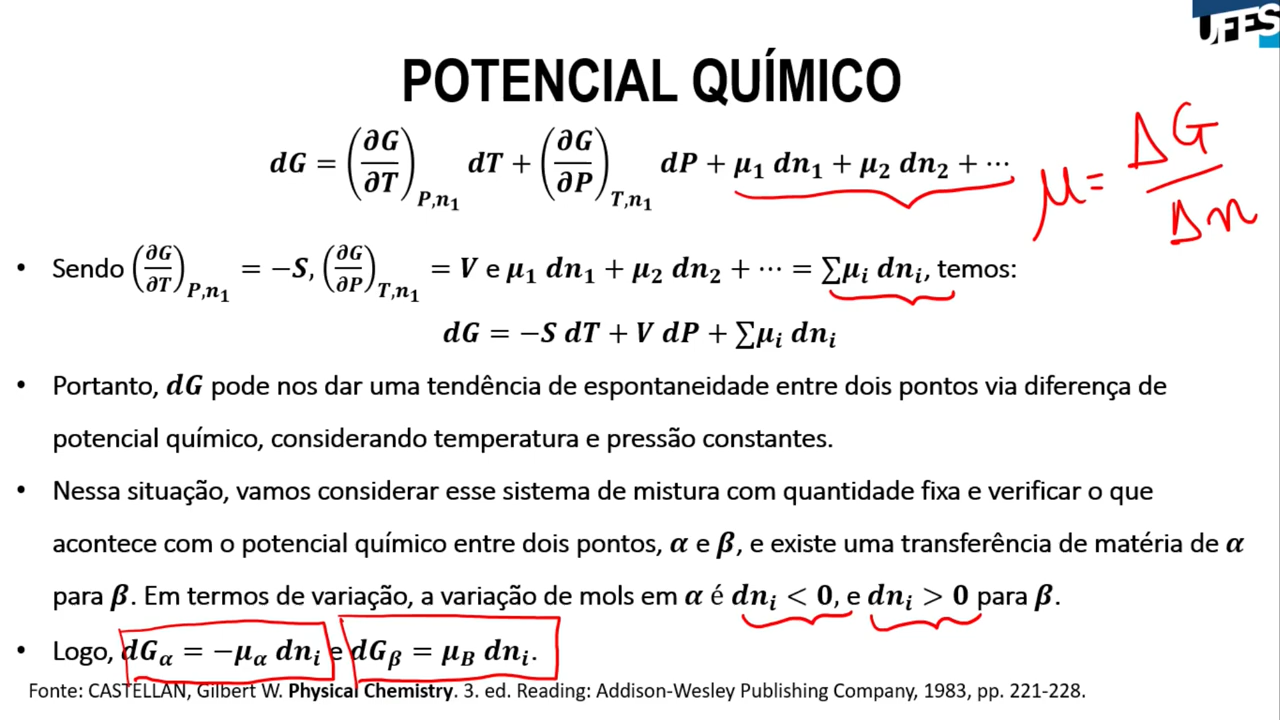 UFES
POTENCIAL QUÍMICO
dG = (∂G/∂T)_{P,n₁} dT + (∂G/∂P)_{T,n₁} dP + μ₁ dn₁ + μ₂ dn₂ + ⋯
μ = ΔG/Δn
• Sendo (∂G/∂T)_{P,n₁} = −S, (∂G/∂P)_{T,n₁} = V e μ₁ dn₁ + μ₂ dn₂ + ⋯ = ∑μᵢ dnᵢ, temos:
dG = −S dT + V dP + ∑μᵢ dnᵢ
• Portanto, dG pode nos dar uma tendência de espontaneidade entre dois pontos via diferença de
potencial químico, considerando temperatura e pressão constantes.
• Nessa situação, vamos considerar esse sistema de mistura com quantidade fixa e verificar o que
acontece com o potencial químico entre dois pontos, α e β, e existe uma transferência de matéria de α
para β. Em termos de variação, a variação de mols em α é dnᵢ < 0, e dnᵢ > 0 para β.
• Logo, dG_α = −μ_α dnᵢ e dG_β = μ_B dnᵢ.
Fonte: CASTELLAN, Gilbert W. Physical Chemistry. 3. ed. Reading: Addison-Wesley Publishing Company, 1983, pp. 221-228.